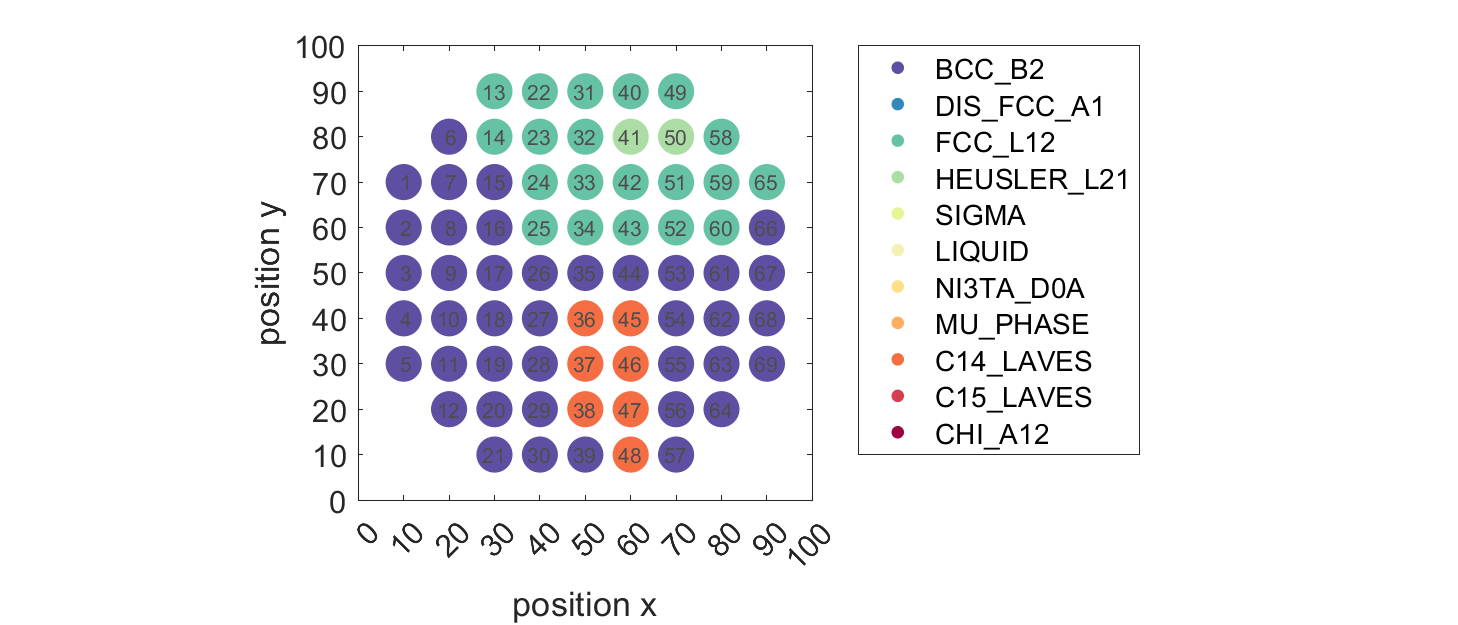 100
90 13 22 31 40 49
80 6 14 23 32 41 50 58
70 1 7 15 24 33 42 51 59 65
60 2 8 16 25 34 43 52 60 66
50 3 9 17 26 35 44 53 61 67
40 4 10 18 27 36 45 54 62 68
30 5 11 19 28 37 46 55 63 69
20 12 20 29 38 47 56 64
10 21 30 39 48 57
0
0 10 20 30 40 50 60 70 80 90 100
position x
position y
BCC_B2
DIS_FCC_A1
FCC_L12
HEUSLER_L21
SIGMA
LIQUID
NI3TA_D0A
MU_PHASE
C14_LAVES
C15_LAVES
CHI_A12